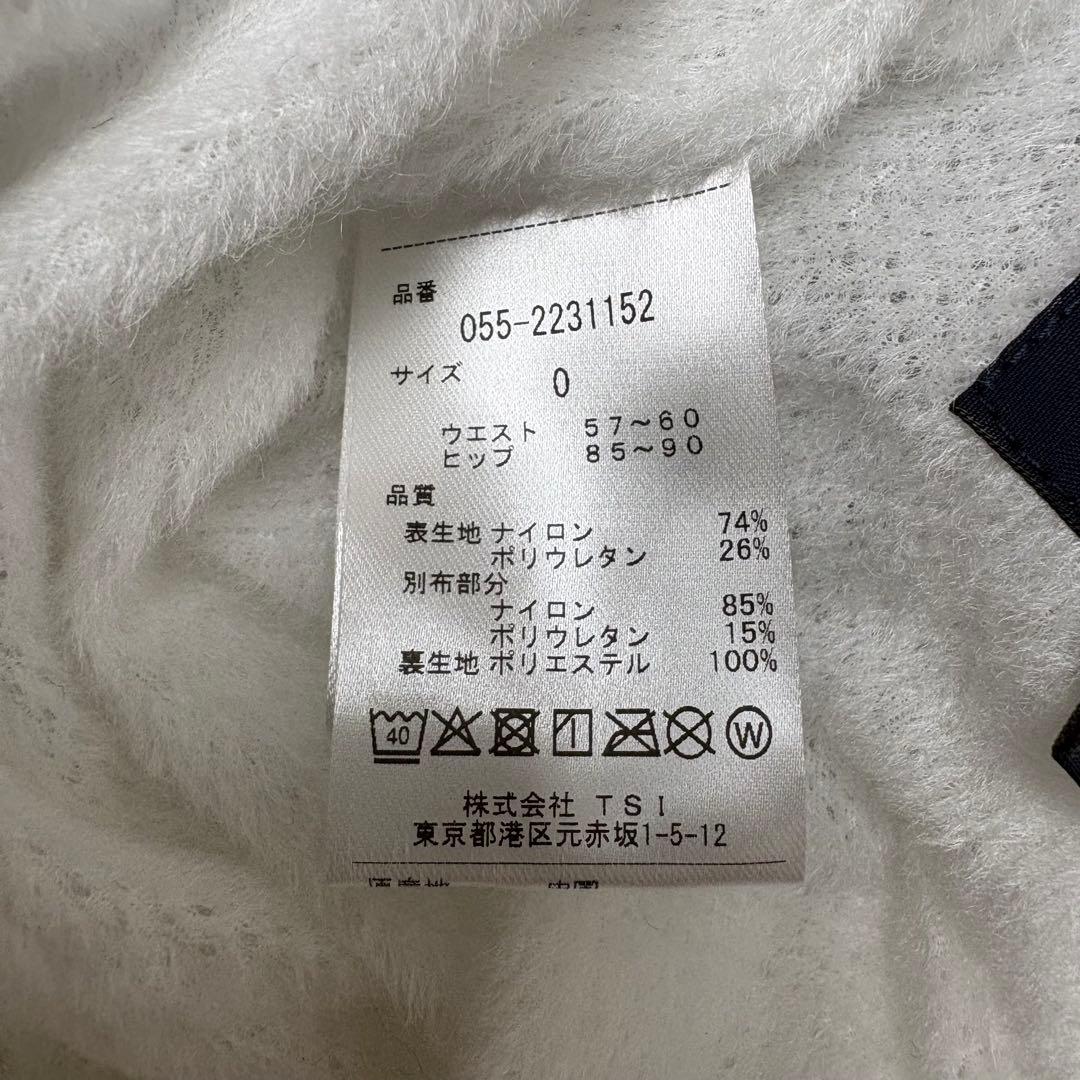 品番
055-2231152
サイズ 0
ウエスト 57～60
ヒップ 85～90
品質
表生地 ナイロン 74%
ポリウレタン 26%
別布部分
ナイロン 85%
ポリウレタン 15%
裏生地 ポリエステル 100%
40 W
株式会社 TSI
東京都港区元赤坂1-5-12